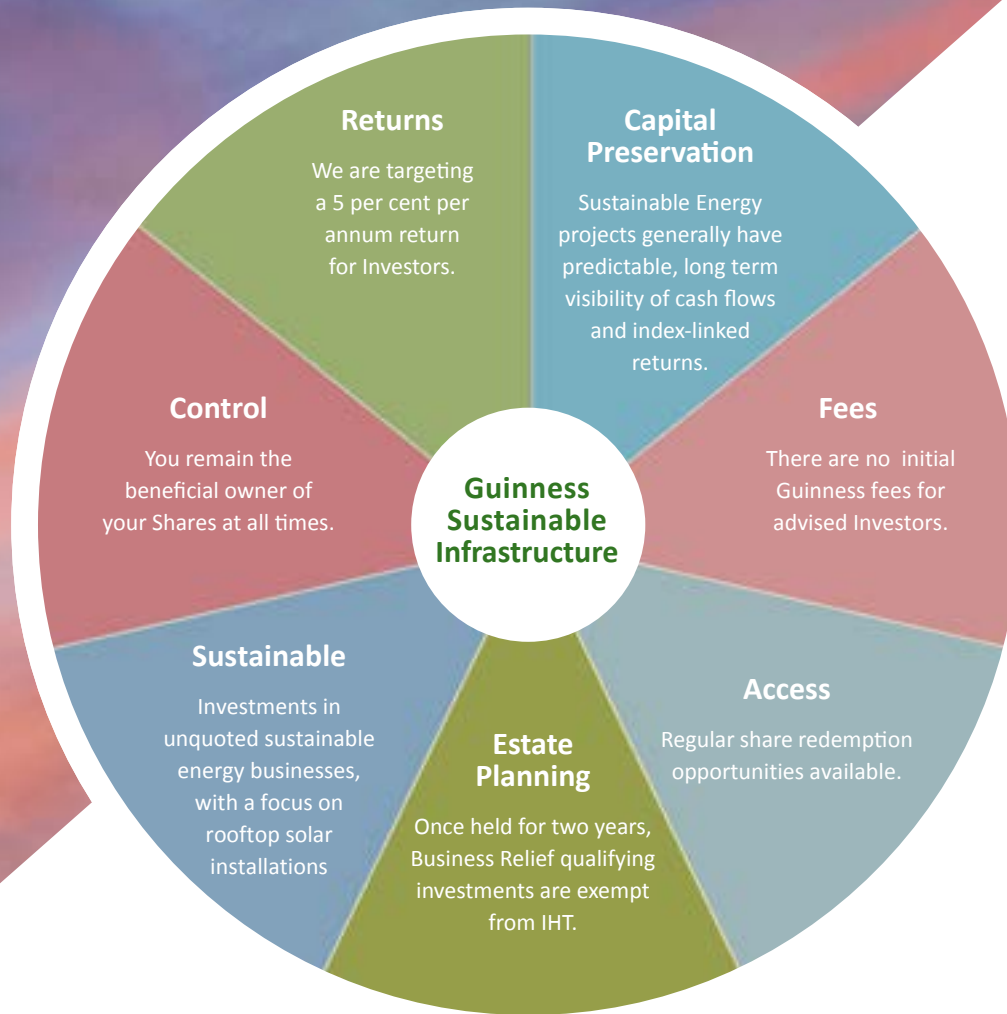 Returns
We are targeting
a 5 per cent per
annum return
for Investors.
Capital
Preservation
Sustainable Energy
projects generally have
predictable, long term
visibility of cash flows
and index-linked
returns.
Control
You remain the
beneficial owner of
your Shares at all times.
Guinness
Sustainable
Infrastructure
Fees
There are no initial
Guinness fees for
advised Investors.
Sustainable
Investments in
unquoted sustainable
energy businesses,
with a focus on
rooftop solar
installations
Estate
Planning
Once held for two years,
Business Relief qualifying
investments are exempt
from IHT.
Access
Regular share redemption
opportunities available.